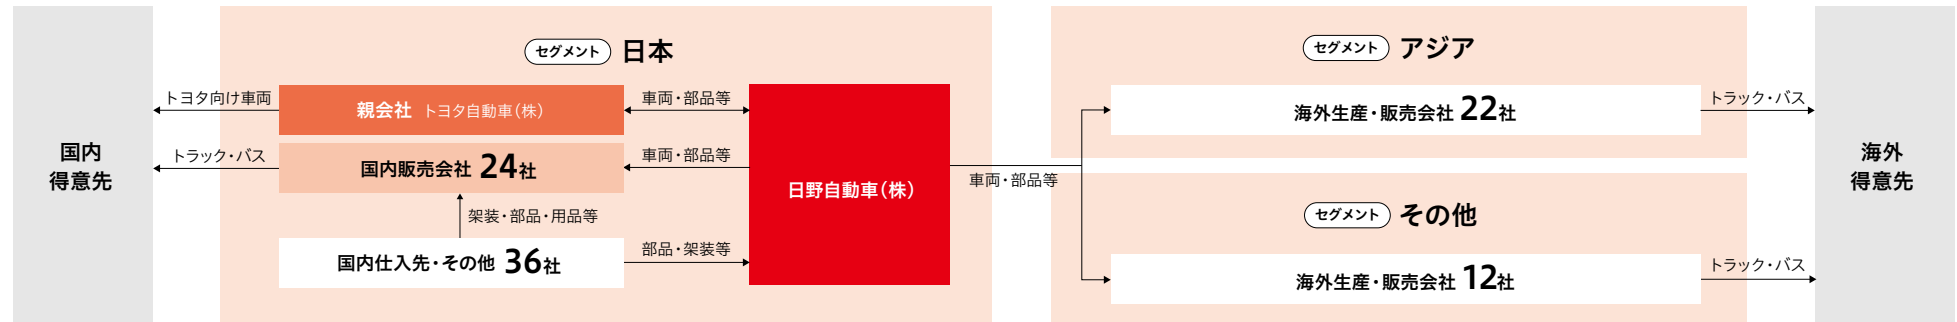 国内
得意先
セグメント 日本
トヨタ向け車両
親会社 トヨタ自動車(株)
車両・部品等
トラック・バス
国内販売会社 24社
車両・部品等
架装・部品・用品等
国内仕入先・その他 36社
部品・架装等
日野自動車(株)
車両・部品等
セグメント アジア
海外生産・販売会社 22社
トラック・バス
セグメント その他
海外生産・販売会社 12社
トラック・バス
海外
得意先